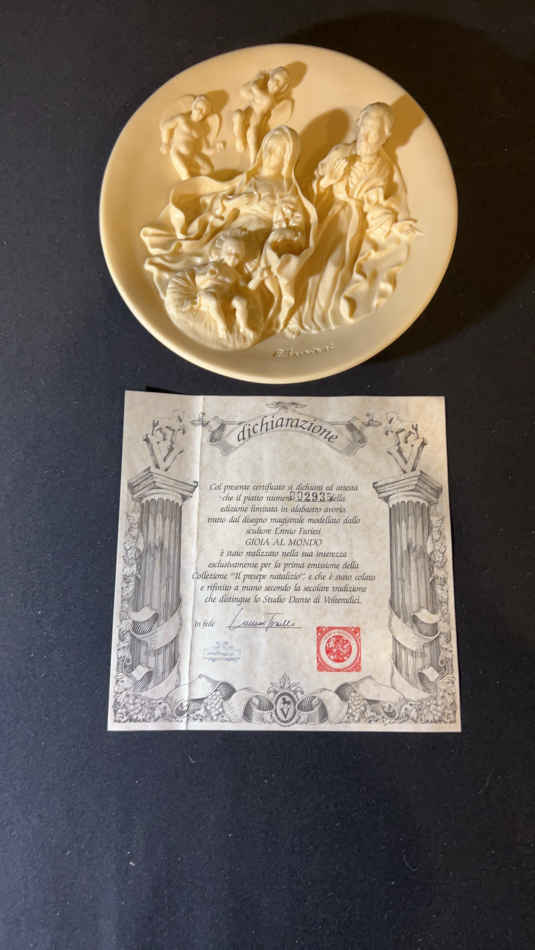 dichiarazione
Col presente certificato si dichiara ed attesta
che il piatto numero 002935 della
edizione limitata in alabastro avorio
tratto dal disegno magistrale modellato dallo
scultore Ennio Furiesi
GIOIA AL MONDO
è stato realizzato nella sua interezza
esclusivamente per la prima emissione della
Collezione "Il presepe natalizio", e che è stato colato
e rifinito a mano secondo la secolare tradizione
che distingue lo Studio Dante di Volteradici.
In fede
V